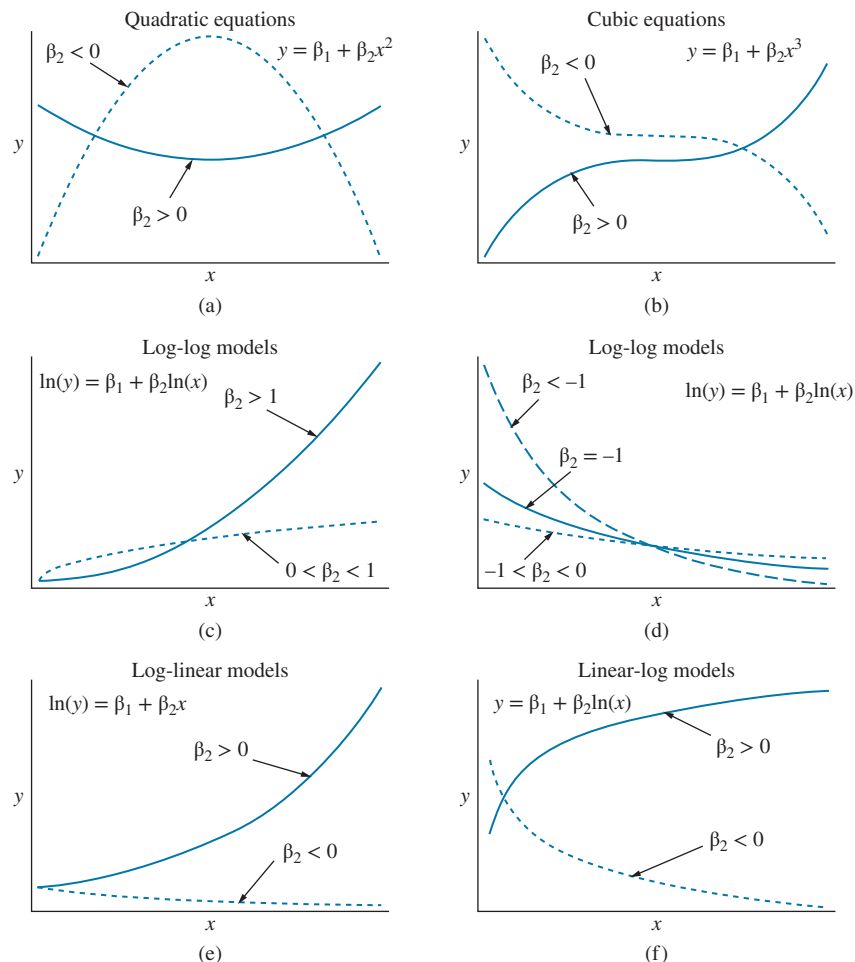 Quadratic equations
β₂ < 0
y = β₁ + β₂x²
y
β₂ > 0
x
(a)
Cubic equations
β₂ < 0
y = β₁ + β₂x³
y
β₂ > 0
x
(b)
Log-log models
ln(y) = β₁ + β₂ln(x)
β₂ > 1
y
0 < β₂ < 1
x
(c)
Log-log models
β₂ < –1
ln(y) = β₁ + β₂ln(x)
β₂ = –1
y
–1 < β₂ < 0
x
(d)
Log-linear models
ln(y) = β₁ + β₂x
β₂ > 0
y
β₂ < 0
x
(e)
Linear-log models
y = β₁ + β₂ln(x)
β₂ > 0
y
β₂ < 0
x
(f)